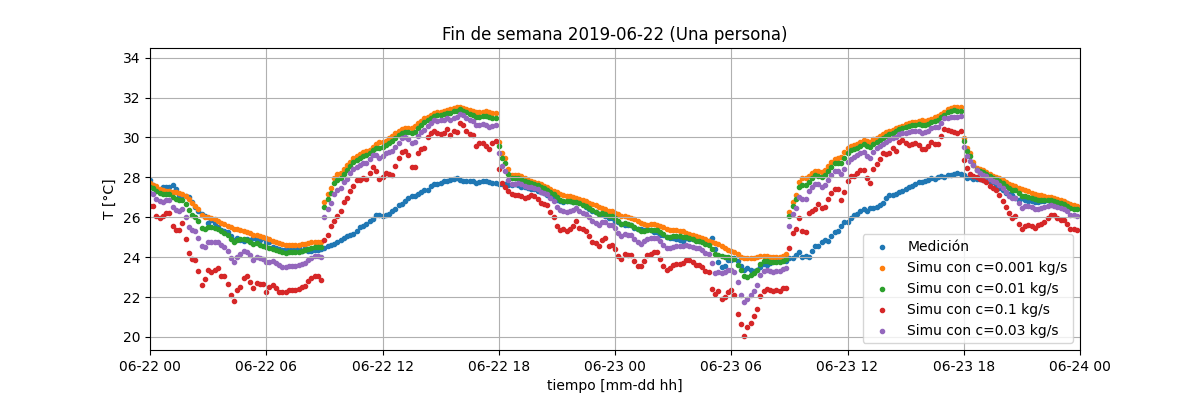 Fin de semana 2019-06-22 (Una persona)
T [°C]
34
32
30
28
26
24
22
20
Medición
Simu con c=0.001 kg/s
Simu con c=0.01 kg/s
Simu con c=0.1 kg/s
Simu con c=0.03 kg/s
06-22 00 06-22 06 06-22 12 06-22 18 06-23 00 06-23 06 06-23 12 06-23 18 06-24 00
tiempo [mm-dd hh]